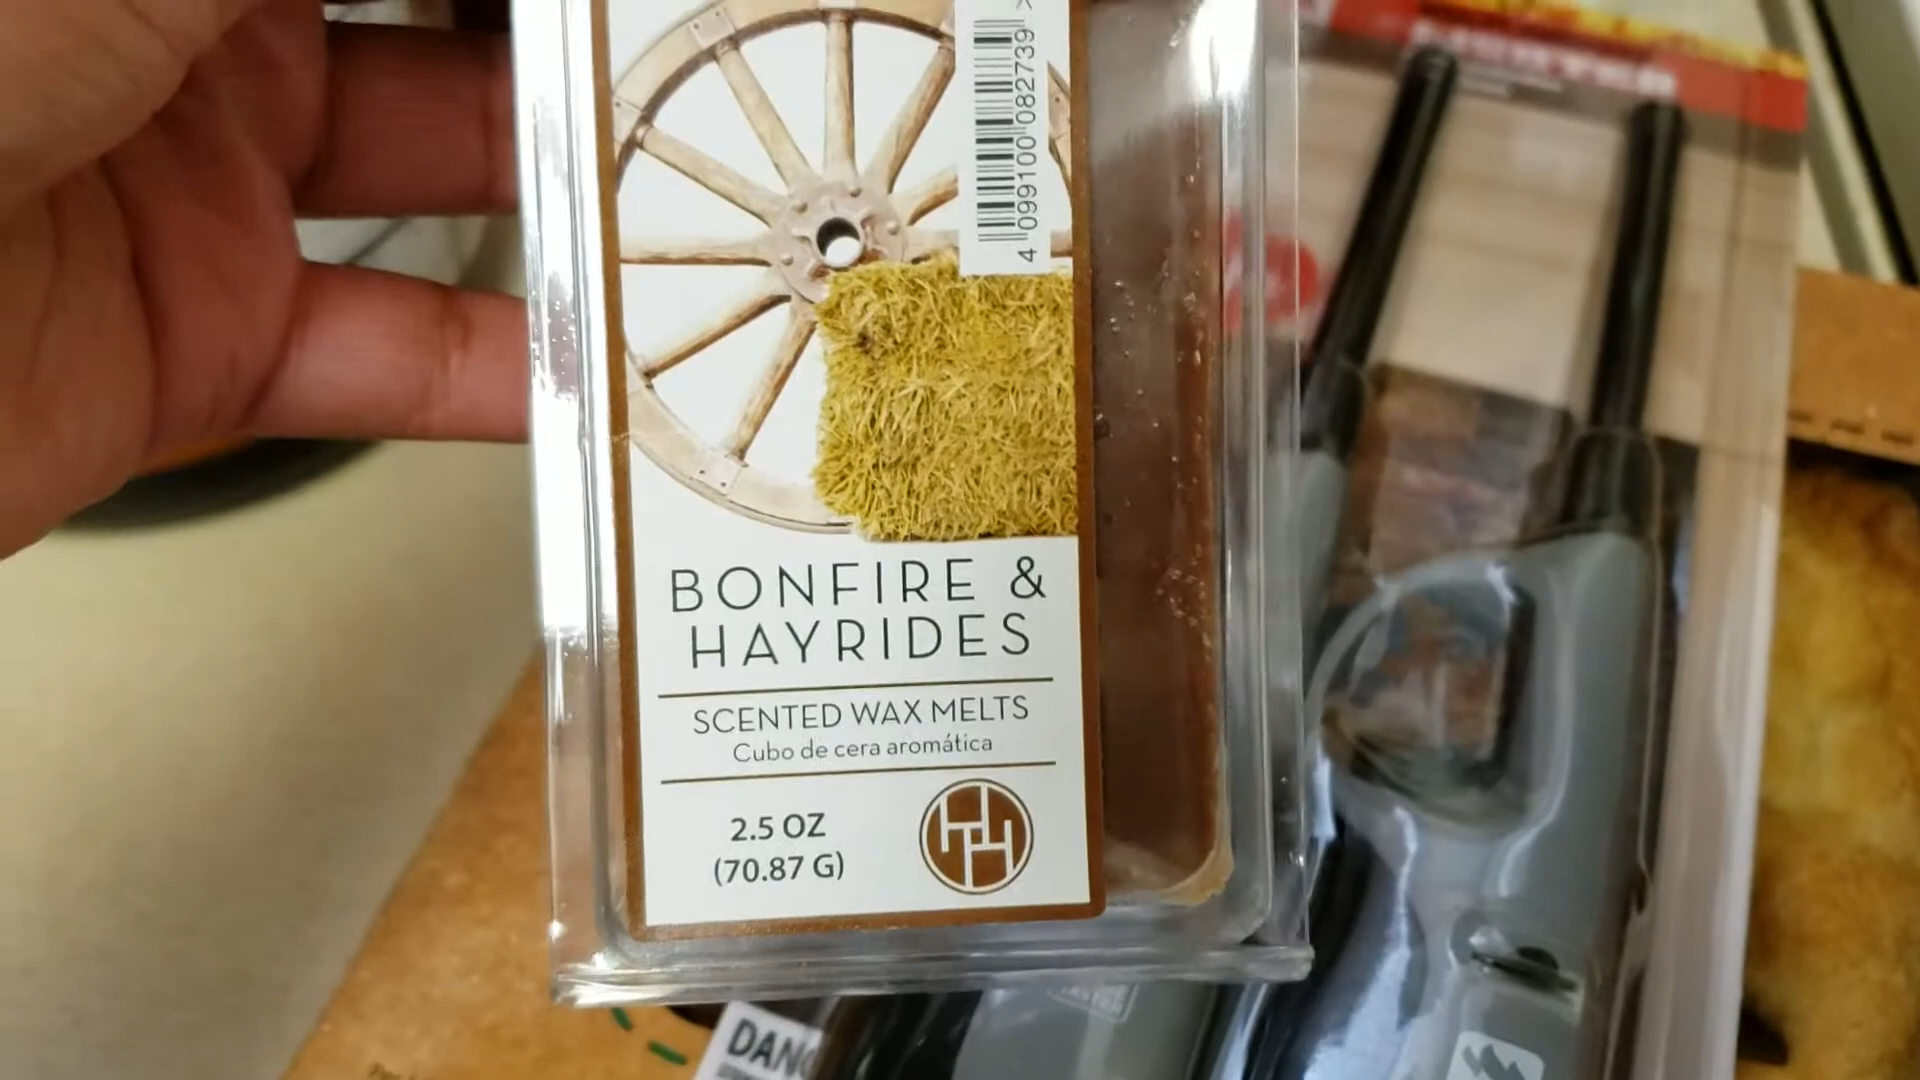 4 099100 082739 >
BONFIRE &
HAYRIDES
SCENTED WAX MELTS
Cubo de cera aromática
2.5 OZ
(70.87 G)